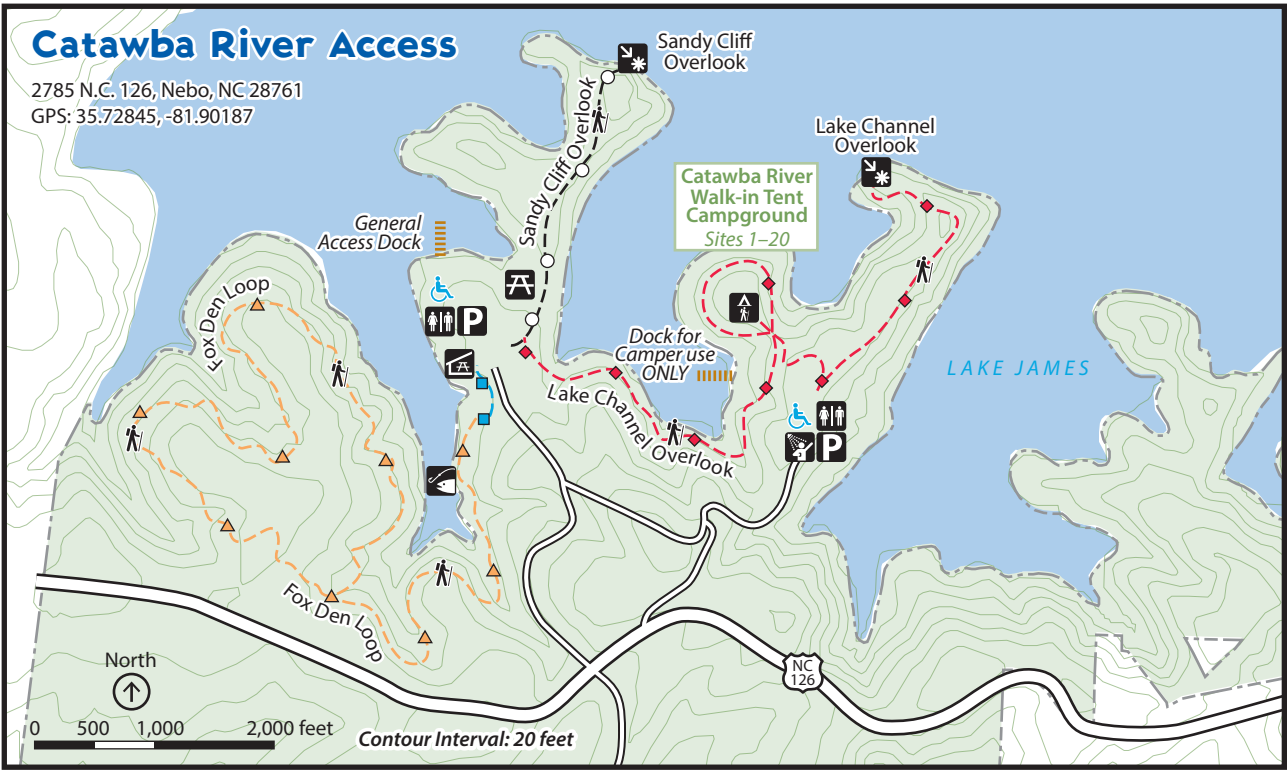 Catawba River Access
2785 N.C. 126, Nebo, NC 28761
GPS: 35.72845, -81.90187
Sandy Cliff
Overlook
Sandy Cliff Overlook
Lake Channel
Overlook
Catawba River
Walk-in Tent
Campground
Sites 1–20
General
Access Dock
Fox Den Loop
P
Dock for
Camper use
ONLY
LAKE JAMES
Lake Channel Overlook
P
Fox Den Loop
NC
126
North
0 500 1,000 2,000 feet
Contour Interval: 20 feet